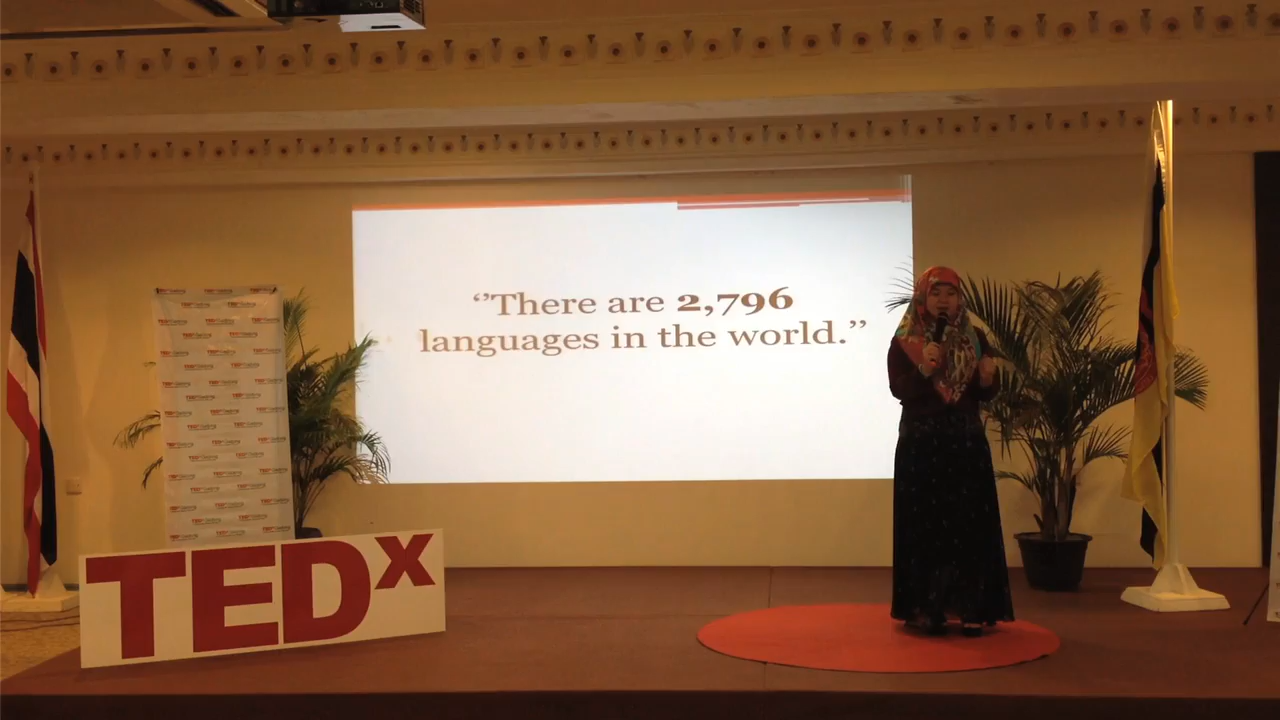 ‘’There are 2,796
languages in the world.’’
TEDx